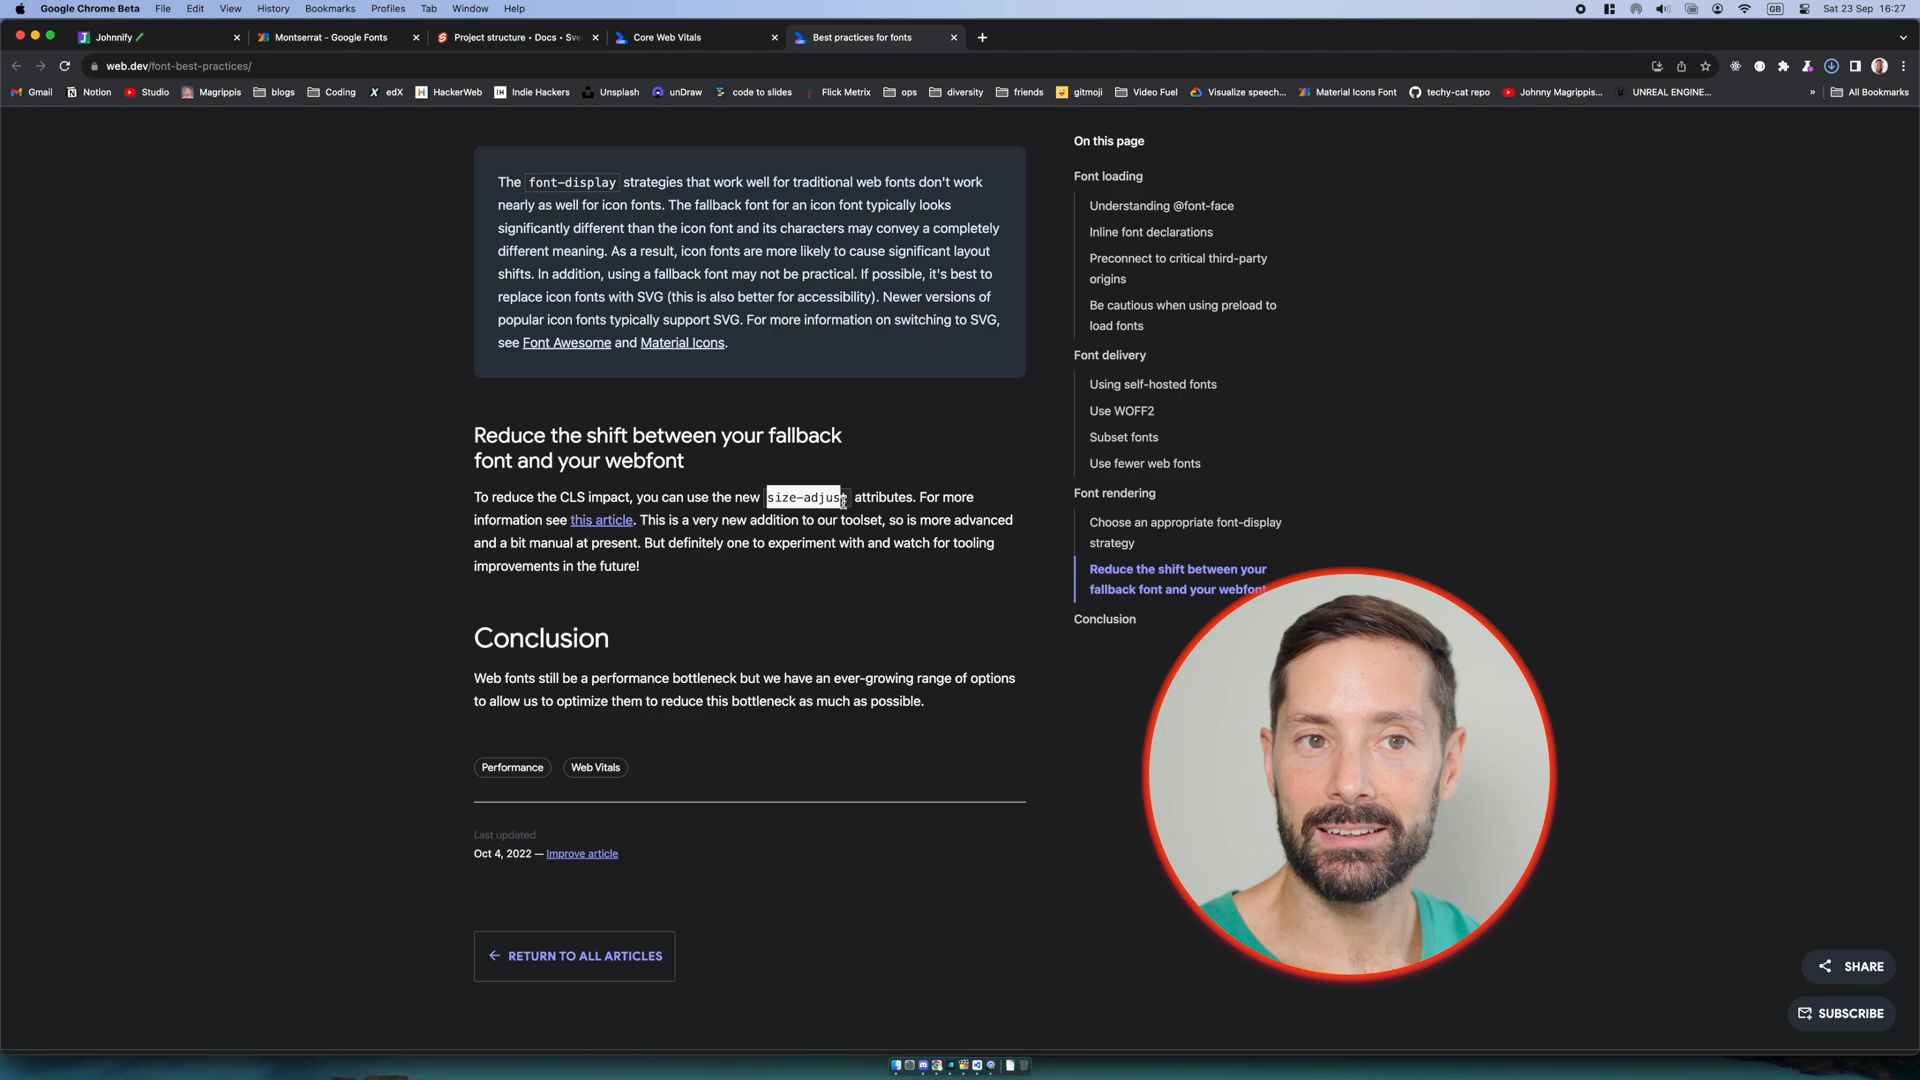 Google Chrome Beta File Edit View History Bookmarks Profiles Tab Window Help GB Sat 23 Sep 16:27
Johnnify Montserrat - Google Fonts Project structure • Docs • Sve Core Web Vitals Best practices for fonts
web.dev/font-best-practices/
Gmail Notion Studio Magrippis blogs Coding edX HackerWeb Indie Hackers Unsplash unDraw code to slides Flick Metrix ops diversity friends gitmoji Video Fuel Visualize speech... Material Icons Font techy-cat repo Johnny Magrippis... UNREAL ENGINE... » All Bookmarks
The font-display strategies that work well for traditional web fonts don't work
nearly as well for icon fonts. The fallback font for an icon font typically looks
significantly different than the icon font and its characters may convey a completely
different meaning. As a result, icon fonts are more likely to cause significant layout
shifts. In addition, using a fallback font may not be practical. If possible, it's best to
replace icon fonts with SVG (this is also better for accessibility). Newer versions of
popular icon fonts typically support SVG. For more information on switching to SVG,
see Font Awesome and Material Icons.
Reduce the shift between your fallback
font and your webfont
To reduce the CLS impact, you can use the new size-adjust attributes. For more
information see this article. This is a very new addition to our toolset, so is more advanced
and a bit manual at present. But definitely one to experiment with and watch for tooling
improvements in the future!
Conclusion
Web fonts still be a performance bottleneck but we have an ever-growing range of options
to allow us to optimize them to reduce this bottleneck as much as possible.
Performance Web Vitals
Last updated
Oct 4, 2022 — Improve article
RETURN TO ALL ARTICLES
On this page
Font loading
Understanding @font-face
Inline font declarations
Preconnect to critical third-party
origins
Be cautious when using preload to
load fonts
Font delivery
Using self-hosted fonts
Use WOFF2
Subset fonts
Use fewer web fonts
Font rendering
Choose an appropriate font-display
strategy
Reduce the shift between your
fallback font and your webfont
Conclusion
SHARE
SUBSCRIBE